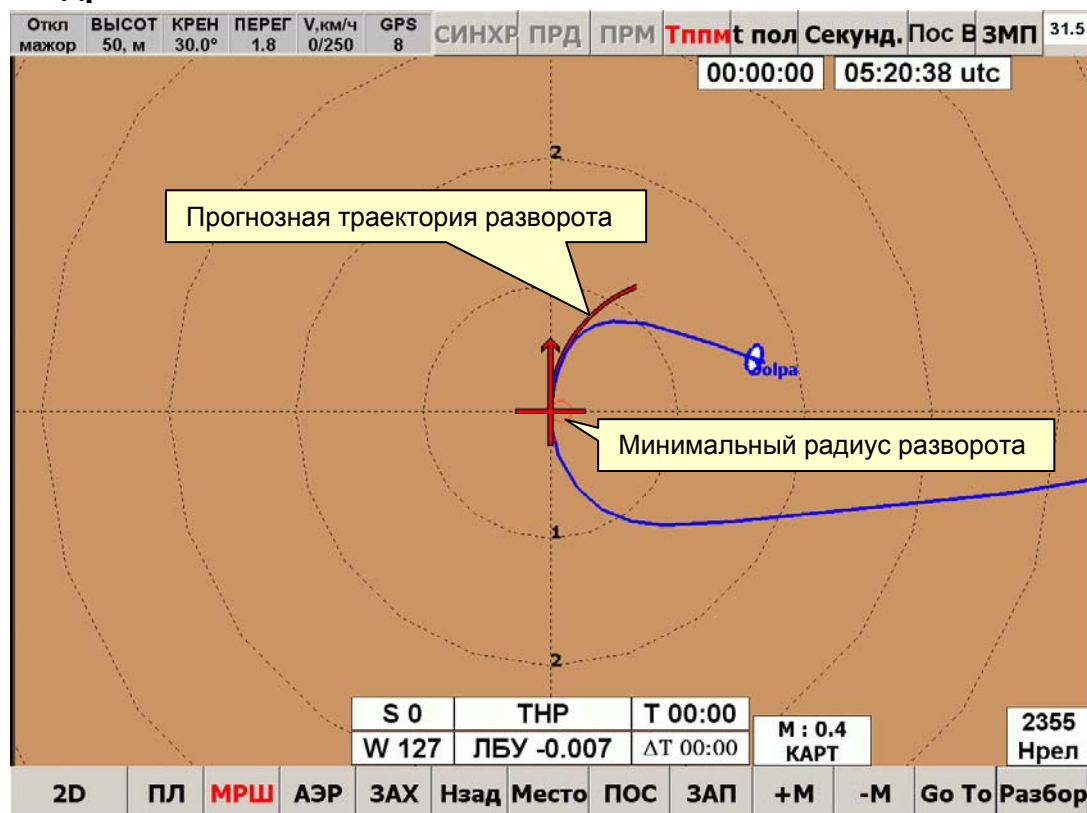 Откл ВЫСОТ КРЕН ПЕРЕГ V,км/ч GPS СИНХР ПРД ПРМ Тппм t пол Секунд. Пос В ЗМП 31.5
мажор 50, м 30.0° 1.8 0/250 8
00:00:00 05:20:38 utc
2
Прогнозная траектория разворота
olpa
Минимальный радиус разворота
1
2
S 0 ТНР Т 00:00
W 127 ЛБУ -0.007 ΔT 00:00
М : 0.4
КАРТ
2355
Нрел
2D ПЛ МРШ АЭР ЗАХ Нзад Место ПОС ЗАП +М -М Go To Разбор